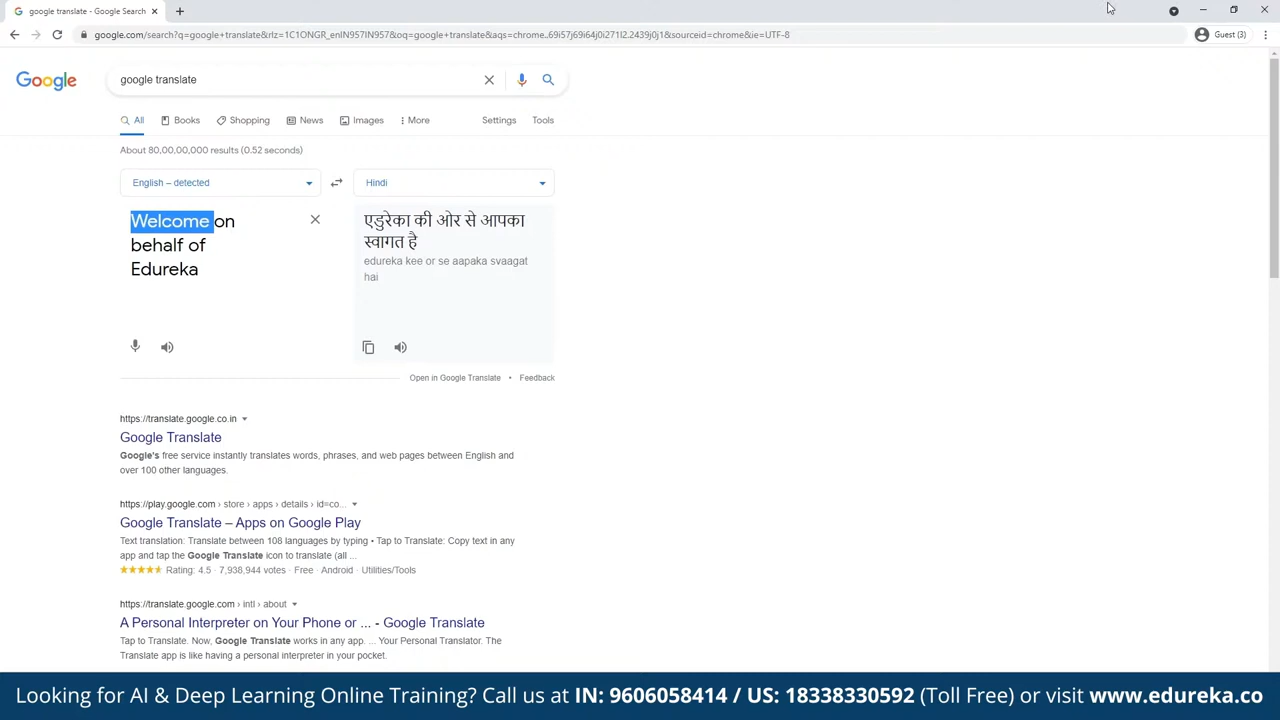 google translate - Google Search
google.com/search?q=google+translate&rlz=1C1ONGR_enIN957IN957&oq=google+translate&aqs=chrome..69i57j69i64j0i271l2.2439j0j1&sourceid=chrome&ie=UTF-8
Guest (3)
Google
google translate
All
Books
Shopping
News
Images
More
Settings
Tools
About 80,00,00,000 results (0.52 seconds)
English – detected
Hindi
Welcome on
behalf of
Edureka
एडुरेका की ओर से आपका
स्वागत है
edureka kee or se aapaka svaagat
hai
Open in Google Translate • Feedback
https://translate.google.co.in
Google Translate
Google's free service instantly translates words, phrases, and web pages between English and
over 100 other languages.
https://play.google.com › store › apps › details › id=co...
Google Translate – Apps on Google Play
Text translation: Translate between 108 languages by typing • Tap to Translate: Copy text in any
app and tap the Google Translate icon to translate (all ...
Rating: 4.5 · 7,938,944 votes · Free · Android · Utilities/Tools
https://translate.google.com › intl › about
A Personal Interpreter on Your Phone or ... - Google Translate
Tap to Translate. Now, Google Translate works in any app. ... Your Personal Translator. The
Translate app is like having a personal interpreter in your pocket.
Looking for AI & Deep Learning Online Training? Call us at IN: 9606058414 / US: 18338330592 (Toll Free) or visit www.edureka.co